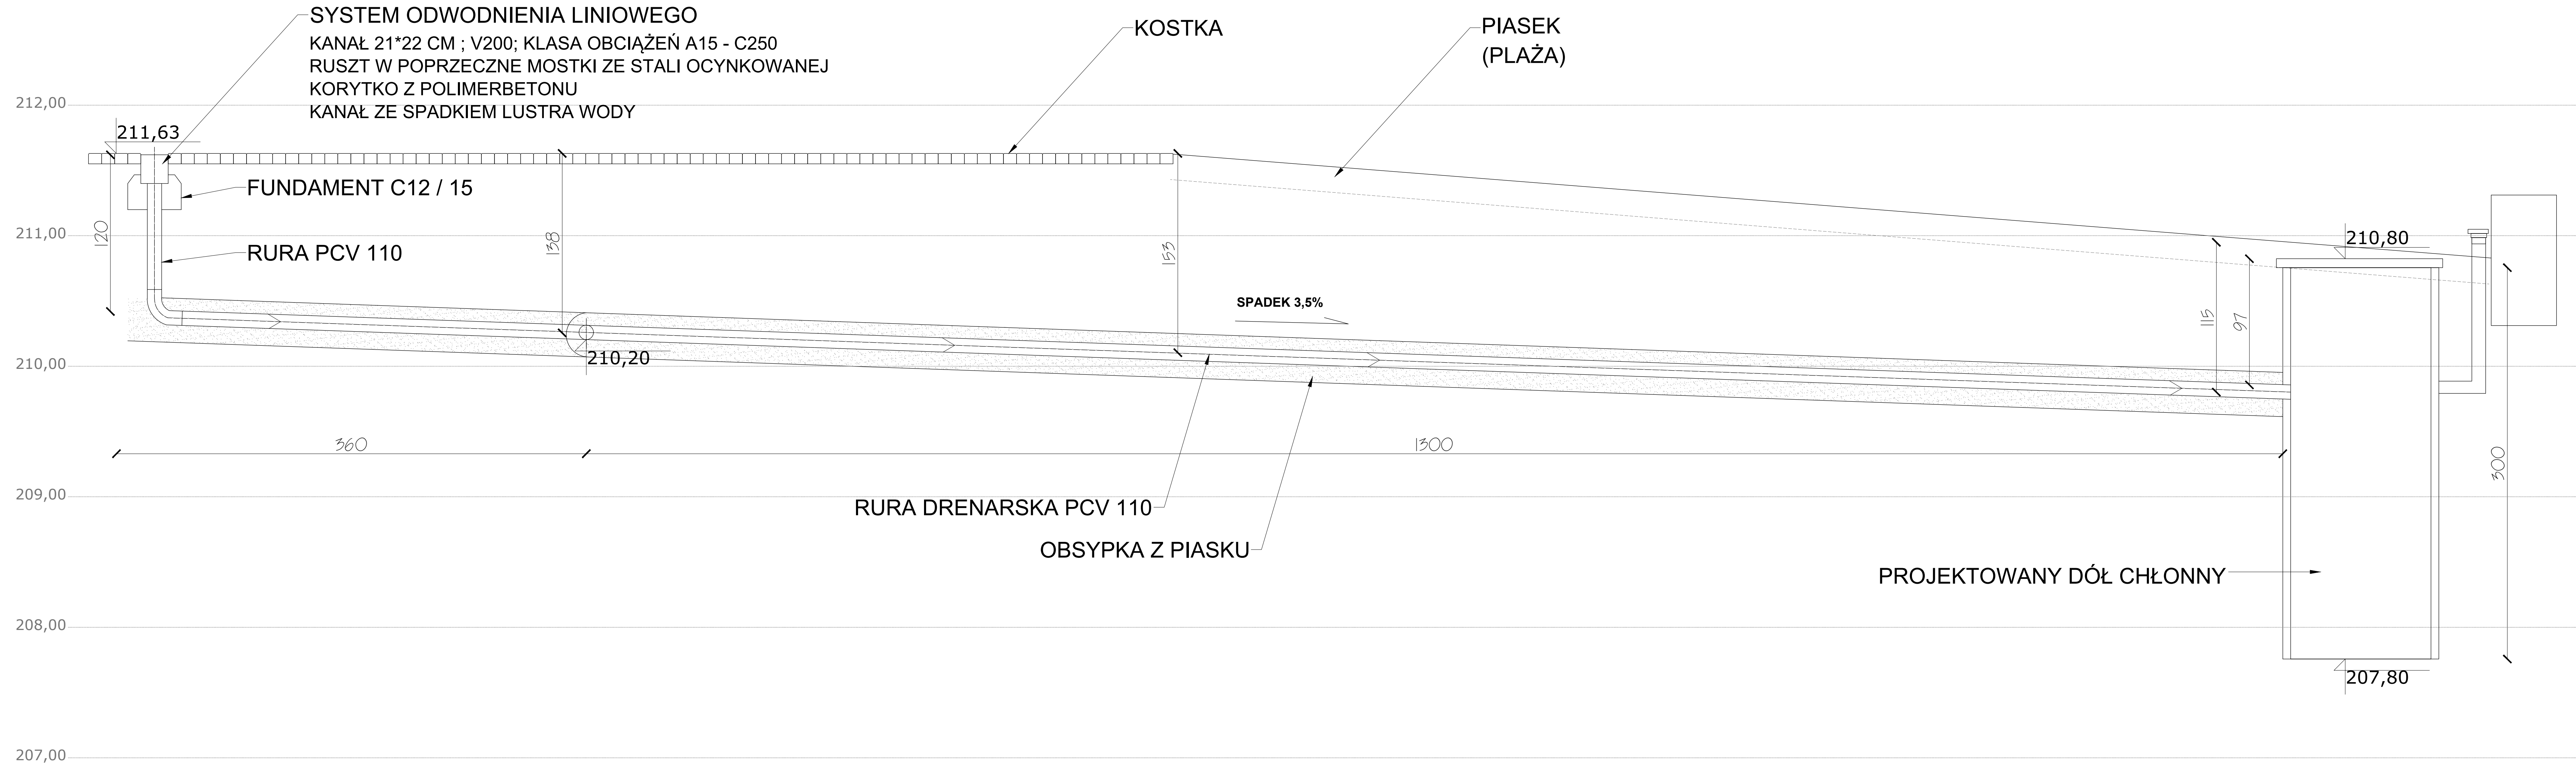 SYSTEM ODWODNIENIA LINIOWEGO
KANAŁ 21*22 CM ; V200; KLASA OBCIĄŻEŃ A15 - C250
RUSZT W POPRZECZNE MOSTKI ZE STALI OCYNKOWANEJ
KORYTKO Z POLIMERBETONU
KANAŁ ZE SPADKIEM LUSTRA WODY
KOSTKA
PIASEK
(PLAŻA)
212,00
211,63
FUNDAMENT C12 / 15
211,00
120
RURA PCV 110
138
153
210,80
SPADEK 3,5%
115
97
210,00
210,20
360
1300
300
209,00
RURA DRENARSKA PCV 110
OBSYPKA Z PIASKU
PROJEKTOWANY DÓŁ CHŁONNY
208,00
207,80
207,00